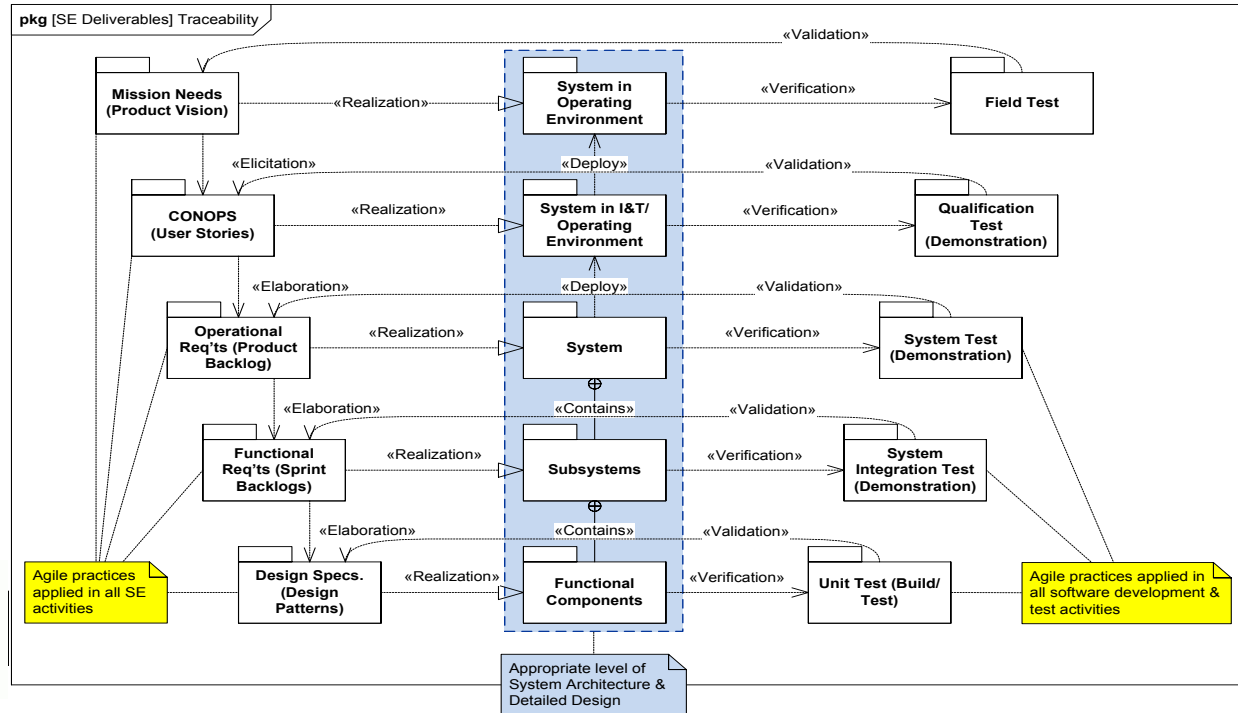 pkg [SE Deliverables] Traceability
«Validation»
Mission Needs
(Product Vision)
«Realization»
System in
Operating
Environment
«Verification»
Field Test
«Elicitation»
«Deploy»
«Validation»
CONOPS
(User Stories)
«Realization»
System in I&T/
Operating
Environment
«Verification»
Qualification
Test
(Demonstration)
«Elaboration»
«Deploy»
«Validation»
Operational
Req'ts (Product
Backlog)
«Realization»
System
«Verification»
System Test
(Demonstration)
«Elaboration»
«Contains»
«Validation»
Functional
Req'ts (Sprint
Backlogs)
«Realization»
Subsystems
«Verification»
System
Integration Test
(Demonstration)
«Elaboration»
«Contains»
«Validation»
Agile practices
applied in all SE
activities
Design Specs.
(Design
Patterns)
«Realization»
Functional
Components
«Verification»
Unit Test (Build/
Test)
Agile practices applied in
all software development &
test activities
Appropriate level of
System Architecture &
Detailed Design